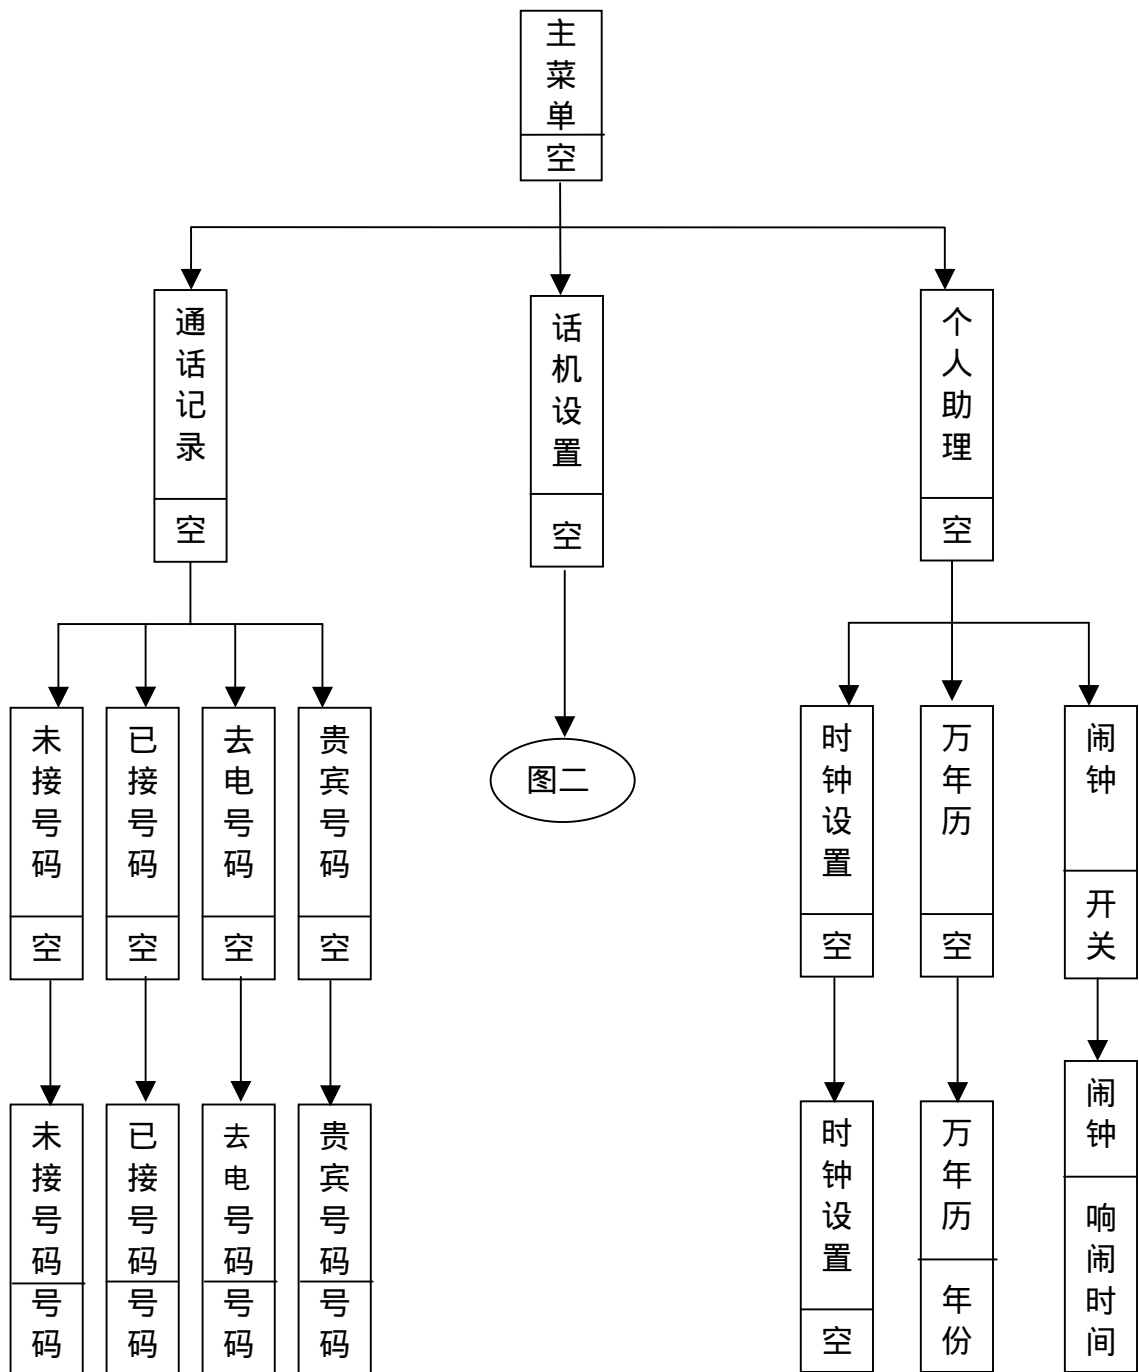 主菜单
空
通话记录
空
话机设置
空
个人助理
空
未接号码
空
已接号码
空
去电号码
空
贵宾号码
空
图二
时钟设置
空
万年历
空
闹钟
开关
未接号码
号码
已接号码
号码
去电号码
号码
贵宾号码
号码
时钟设置
空
万年历
年份
闹钟
响闹时间